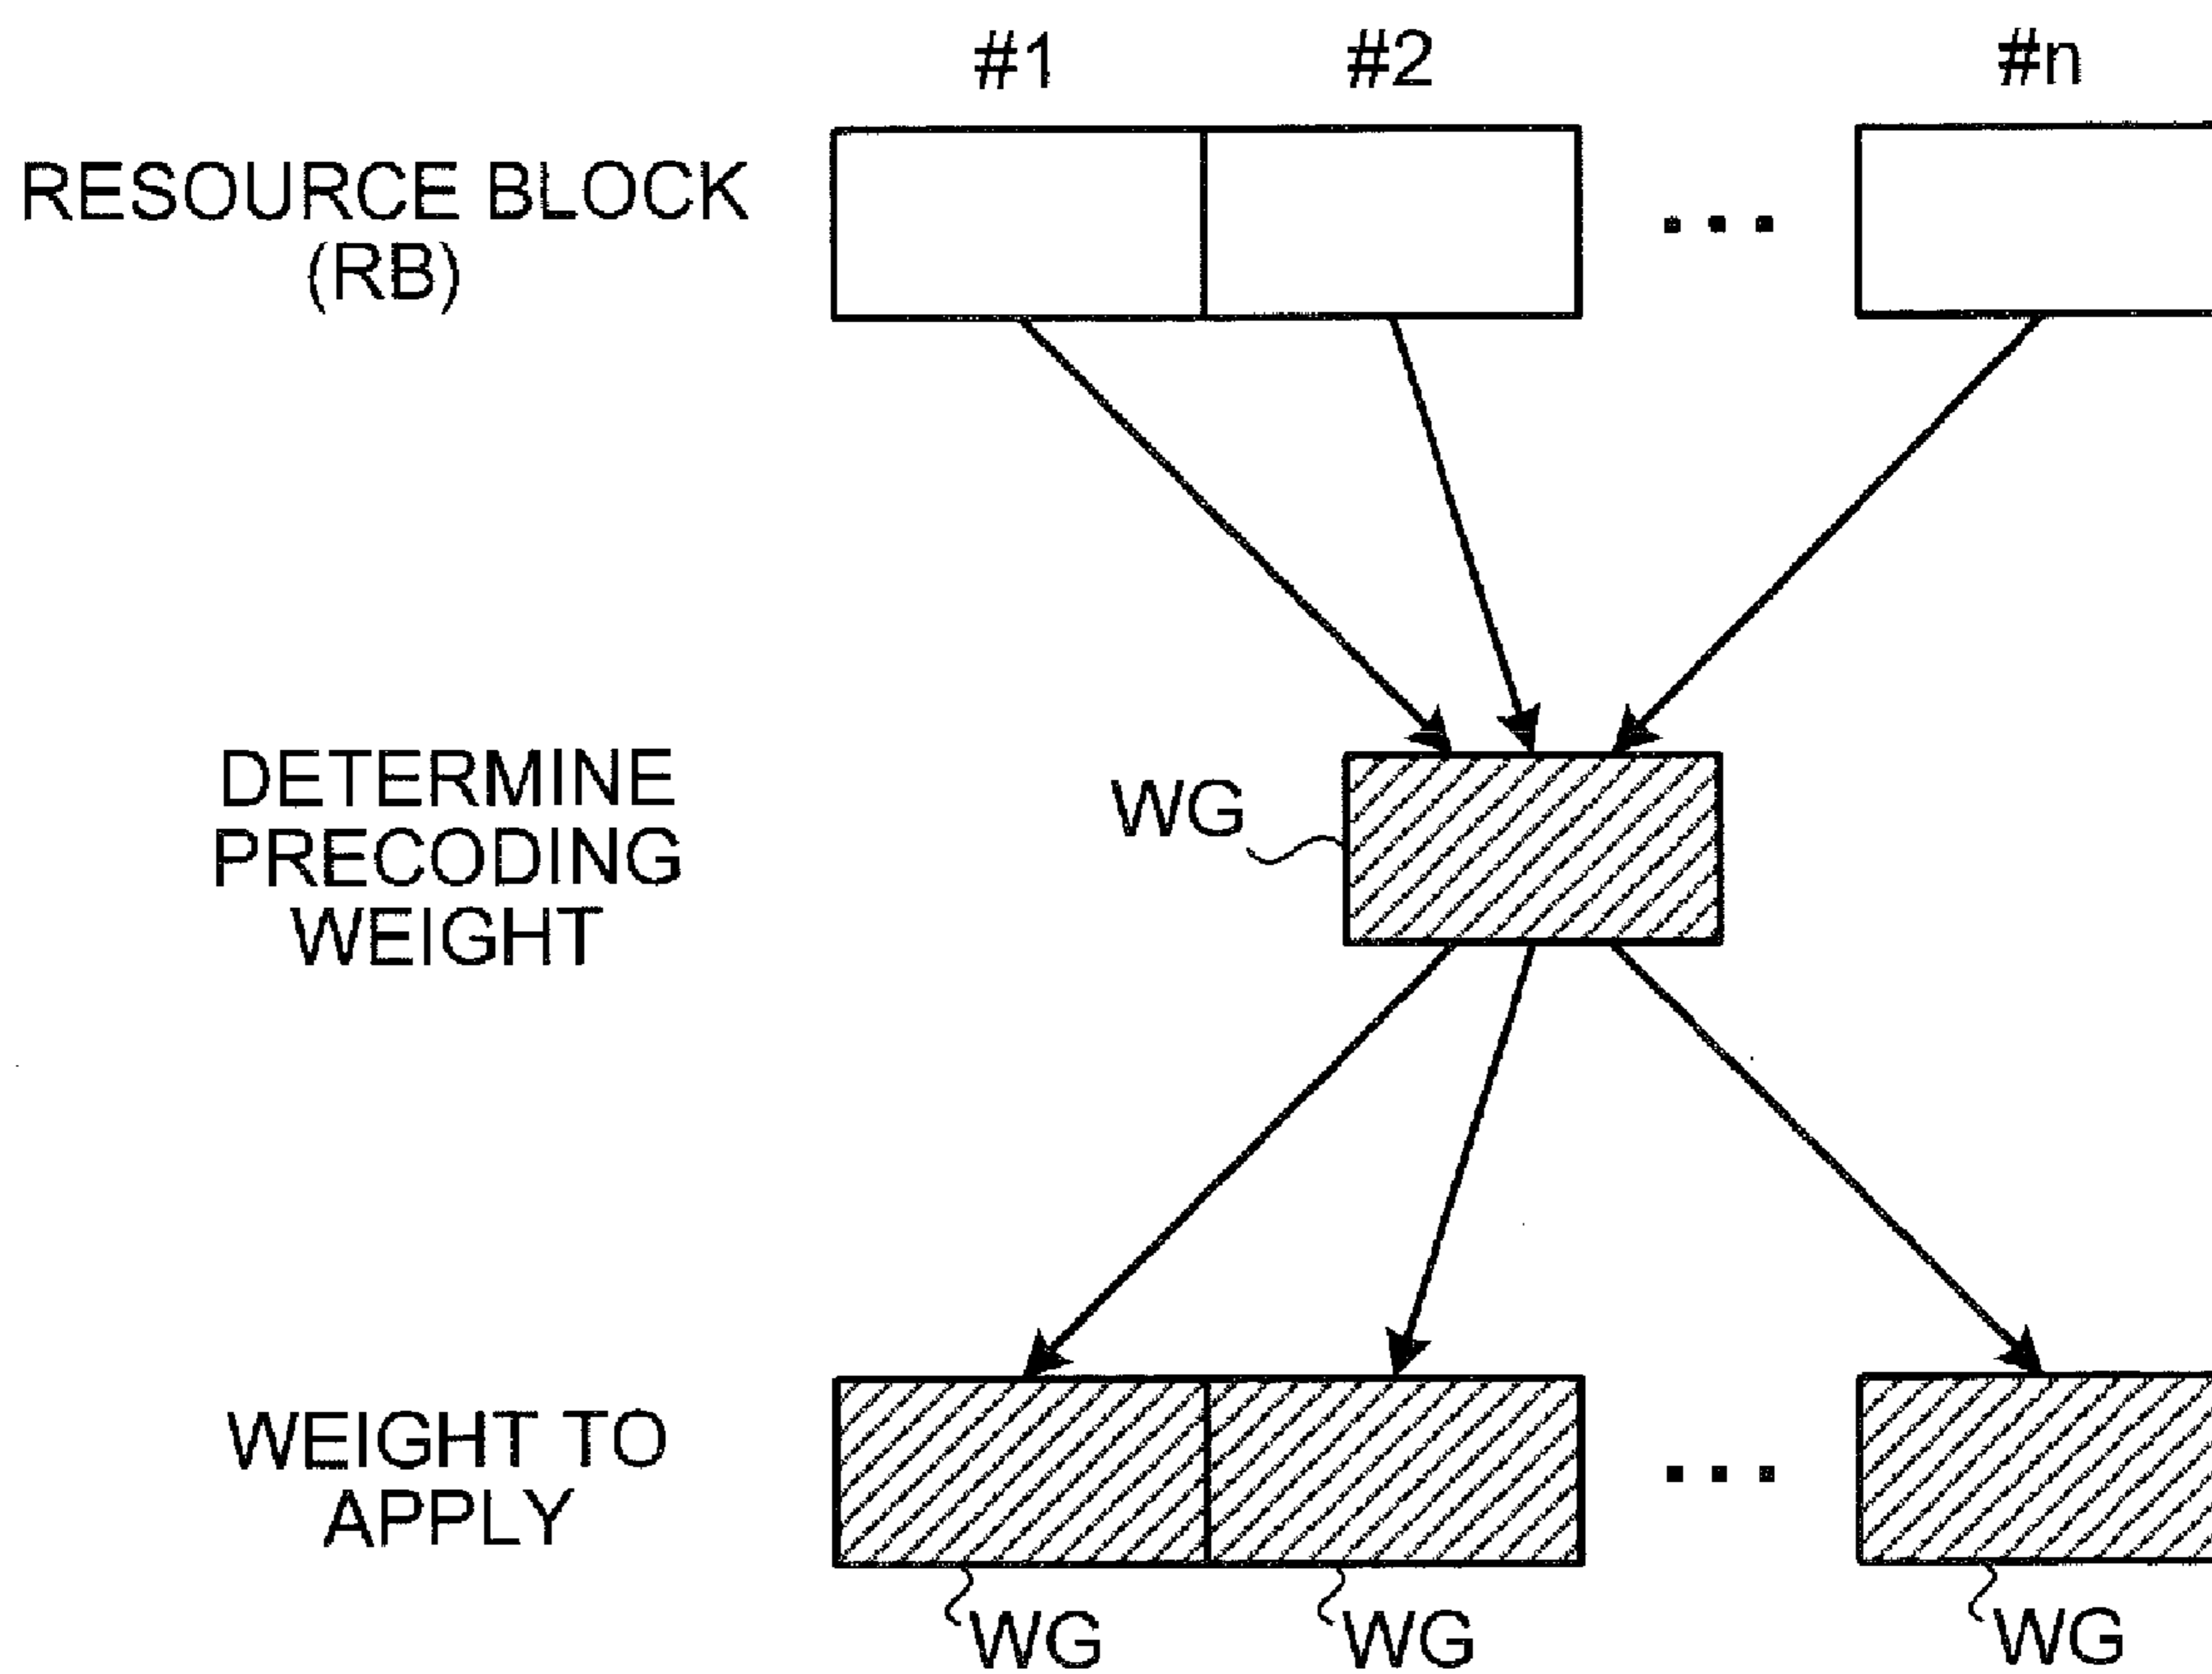 #1 #2 #n
RESOURCE BLOCK
(RB)
DETERMINE
PRECODING
WEIGHT
WG
WEIGHT TO
APPLY
WG WG WG